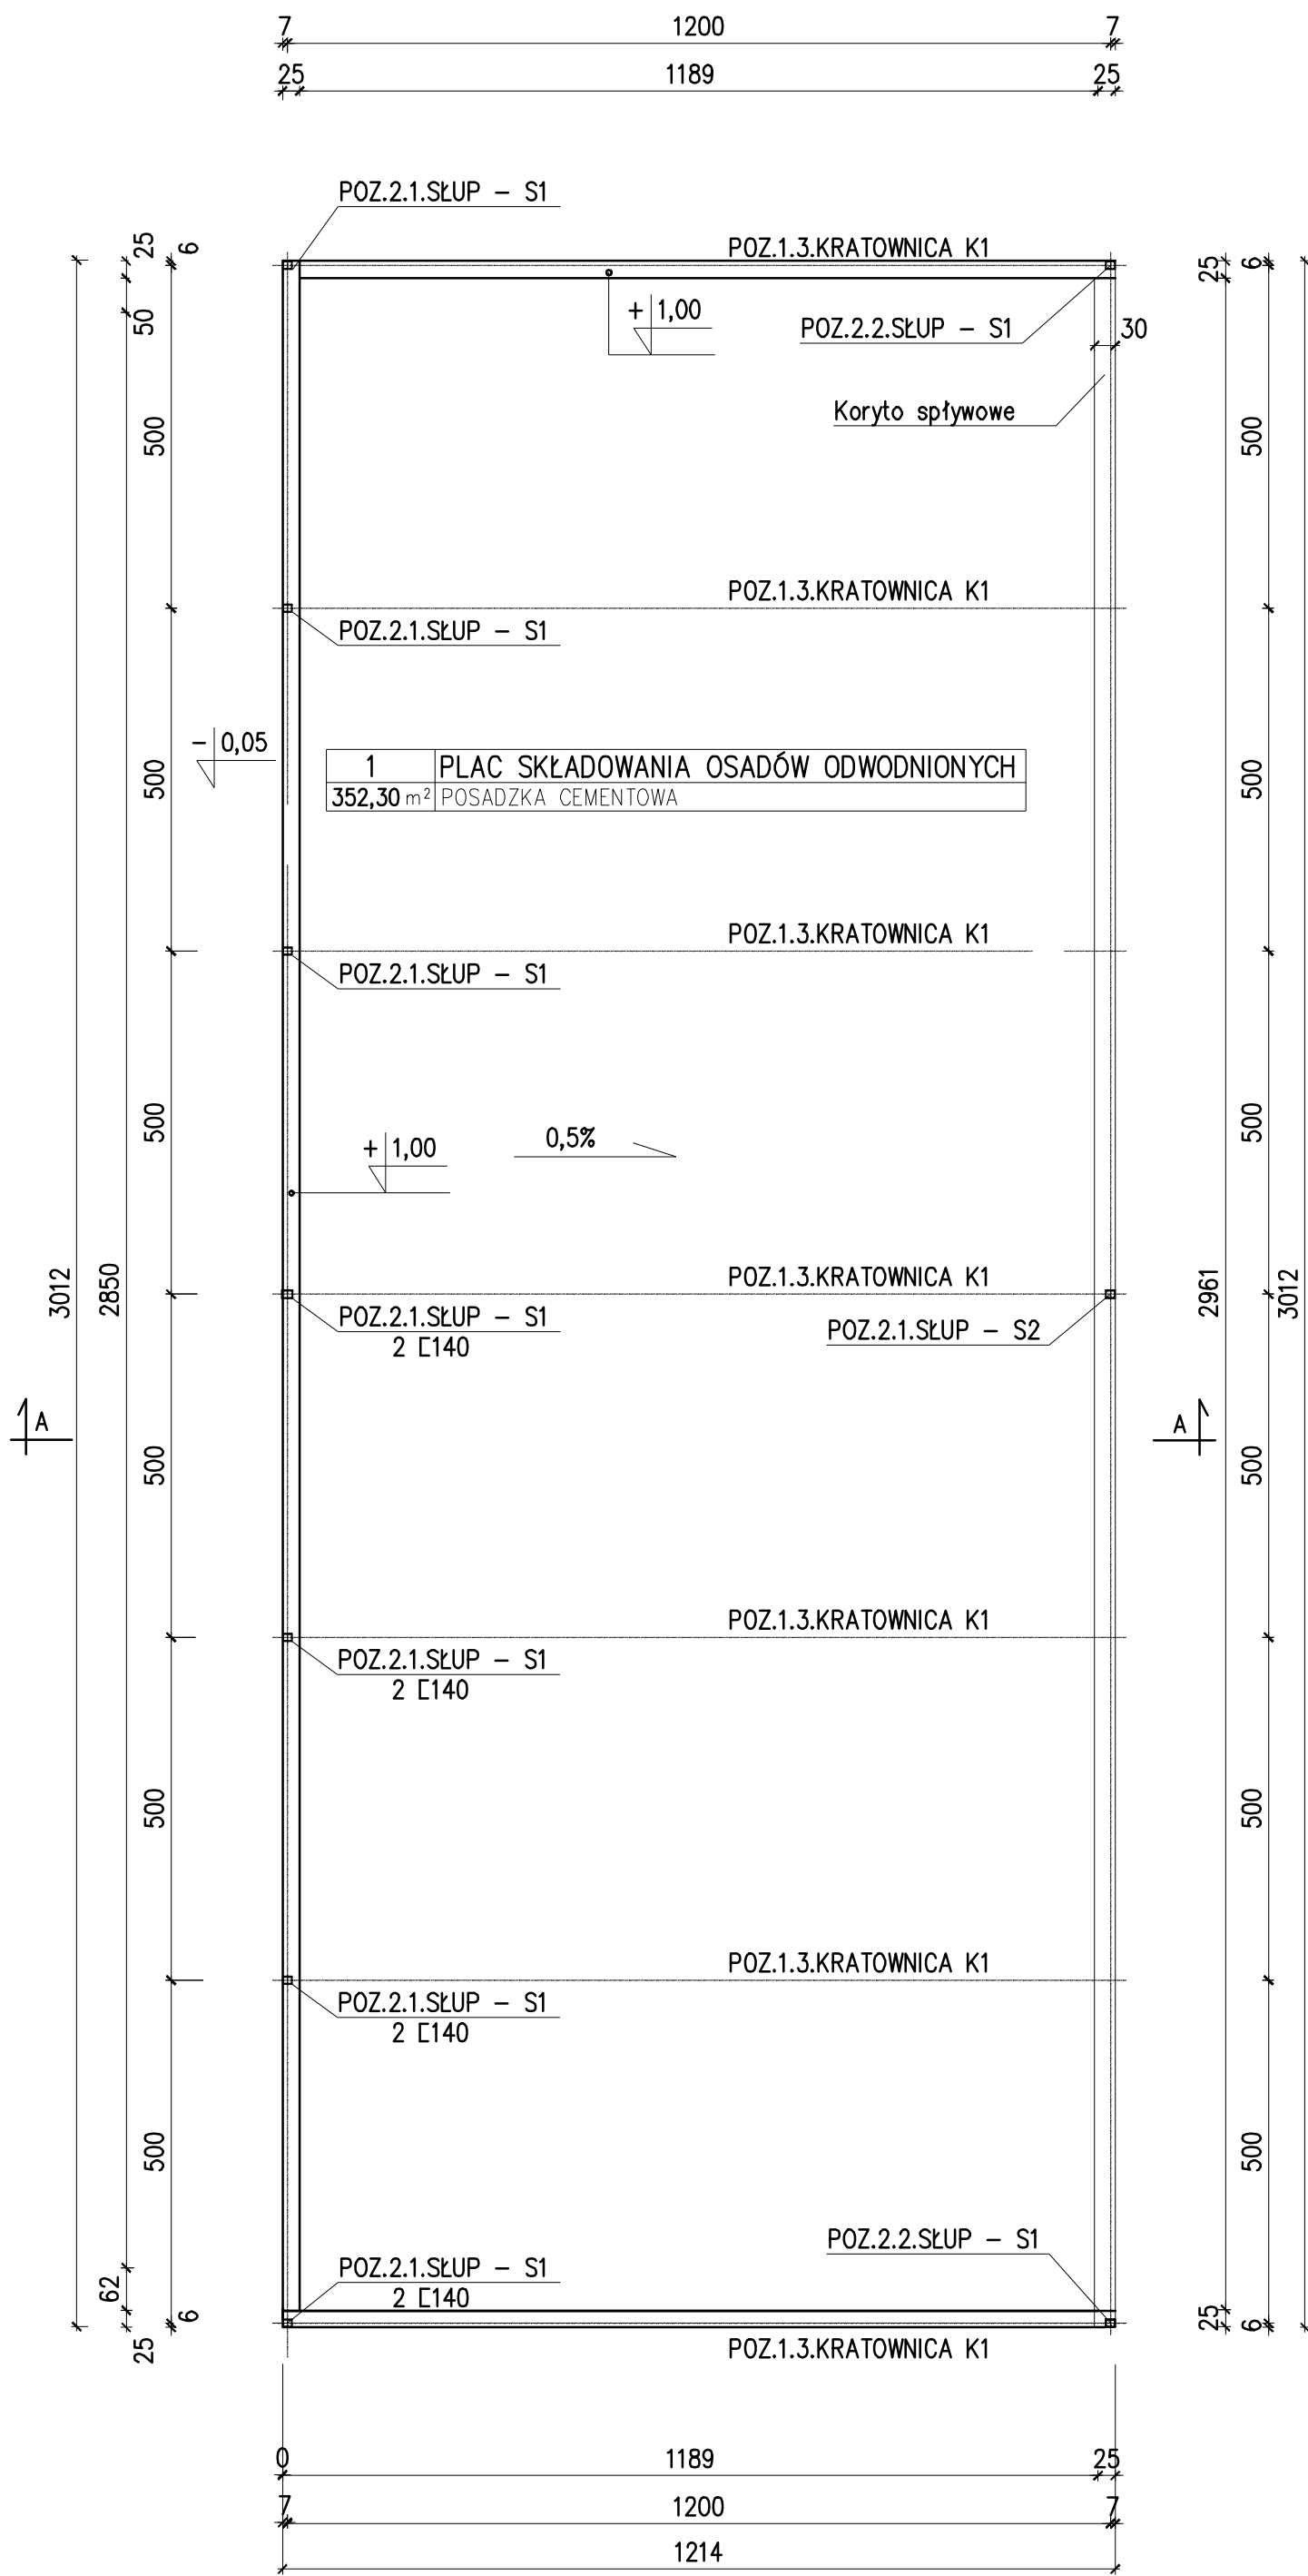 7 1200 7
25 1189 25
POZ.2.1.SŁUP – S1
25 6
POZ.1.3.KRATOWNICA K1
25 6
50
+ 1,00
POZ.2.2.SŁUP – S1
30
Koryto spływowe
500
500
POZ.1.3.KRATOWNICA K1
POZ.2.1.SŁUP – S1
- 0,05
500
1 PLAC SKŁADOWANIA OSADÓW ODWODNIONYCH
352,30 m² POSADZKA CEMENTOWA
500
POZ.1.3.KRATOWNICA K1
POZ.2.1.SŁUP – S1
500
+ 1,00
0,5%
500
3012
2850
POZ.1.3.KRATOWNICA K1
2961
3012
POZ.2.1.SŁUP – S1
2 [140
POZ.2.1.SŁUP – S2
A
A
500
500
POZ.1.3.KRATOWNICA K1
POZ.2.1.SŁUP – S1
2 [140
500
500
POZ.1.3.KRATOWNICA K1
POZ.2.1.SŁUP – S1
2 [140
500
500
POZ.2.2.SŁUP – S1
POZ.2.1.SŁUP – S1
2 [140
62
6
25
25 6
POZ.1.3.KRATOWNICA K1
0 1189 25
7 1200 7
1214